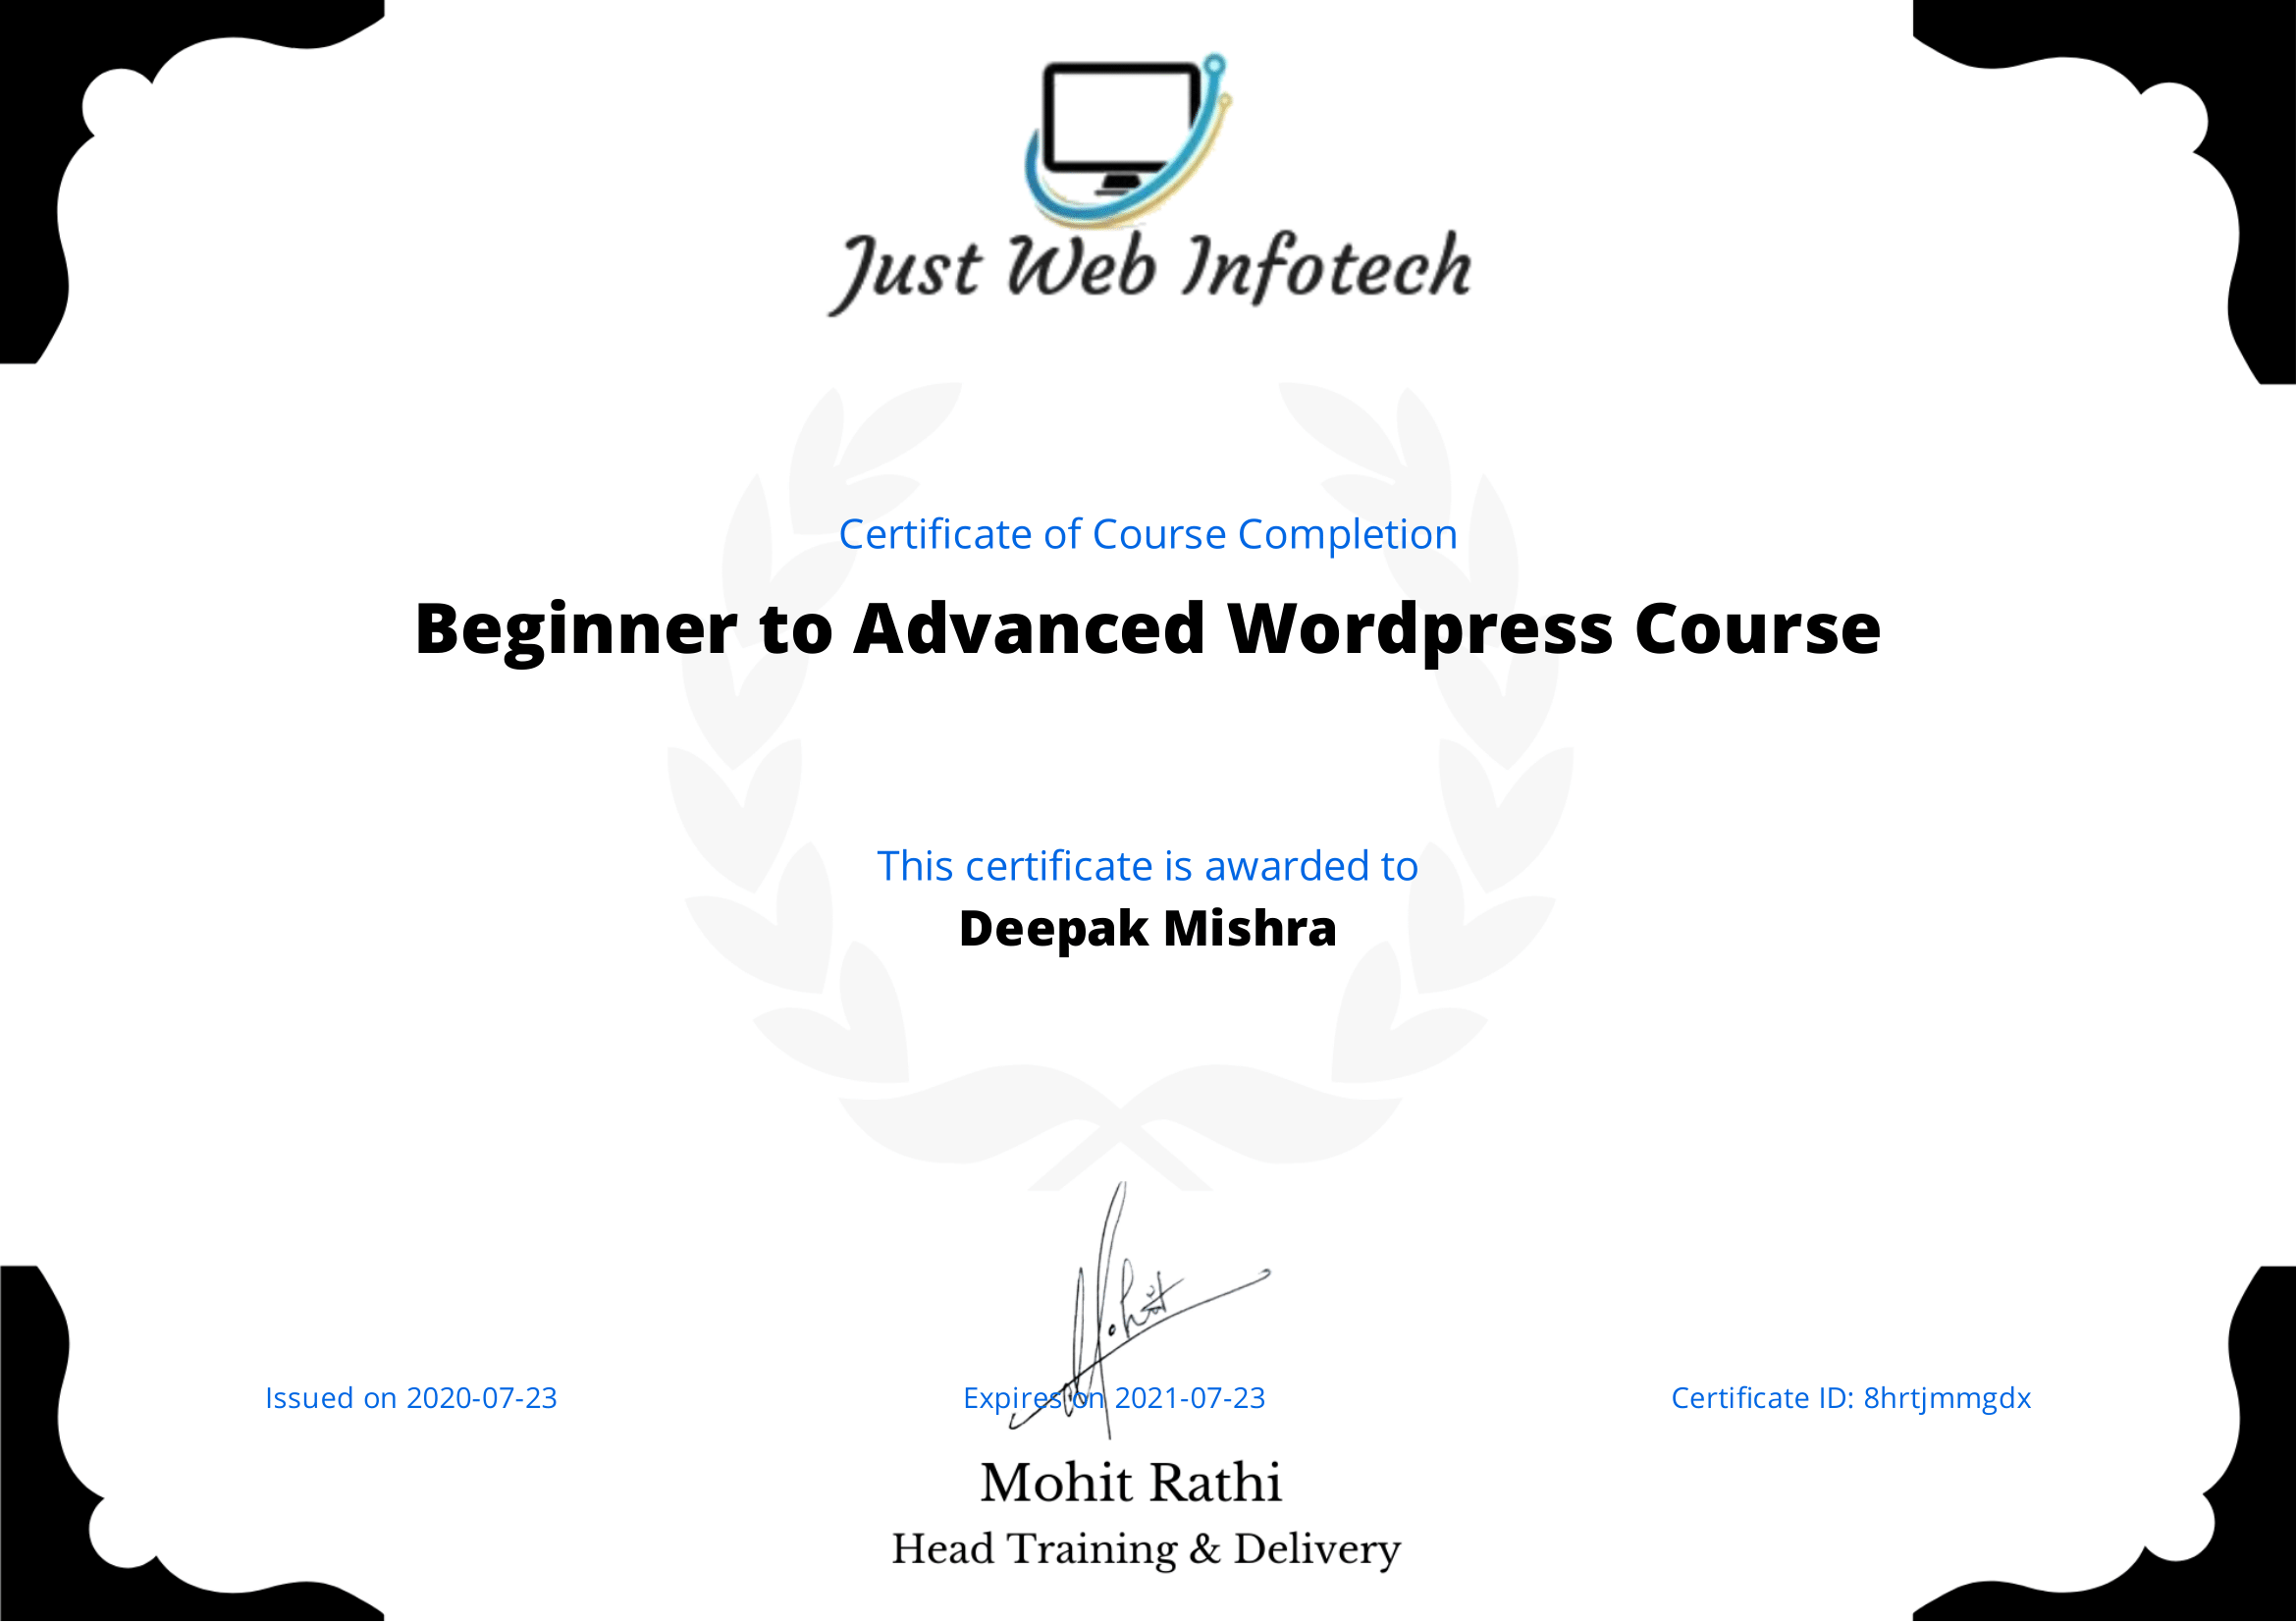 Just Web Infotech
Certificate of Course Completion
Beginner to Advanced Wordpress Course
This certificate is awarded to
Deepak Mishra
Mohit
Issued on 2020-07-23
Expires on 2021-07-23
Certificate ID: 8hrtjmmgdx
Mohit Rathi
Head Training & Delivery